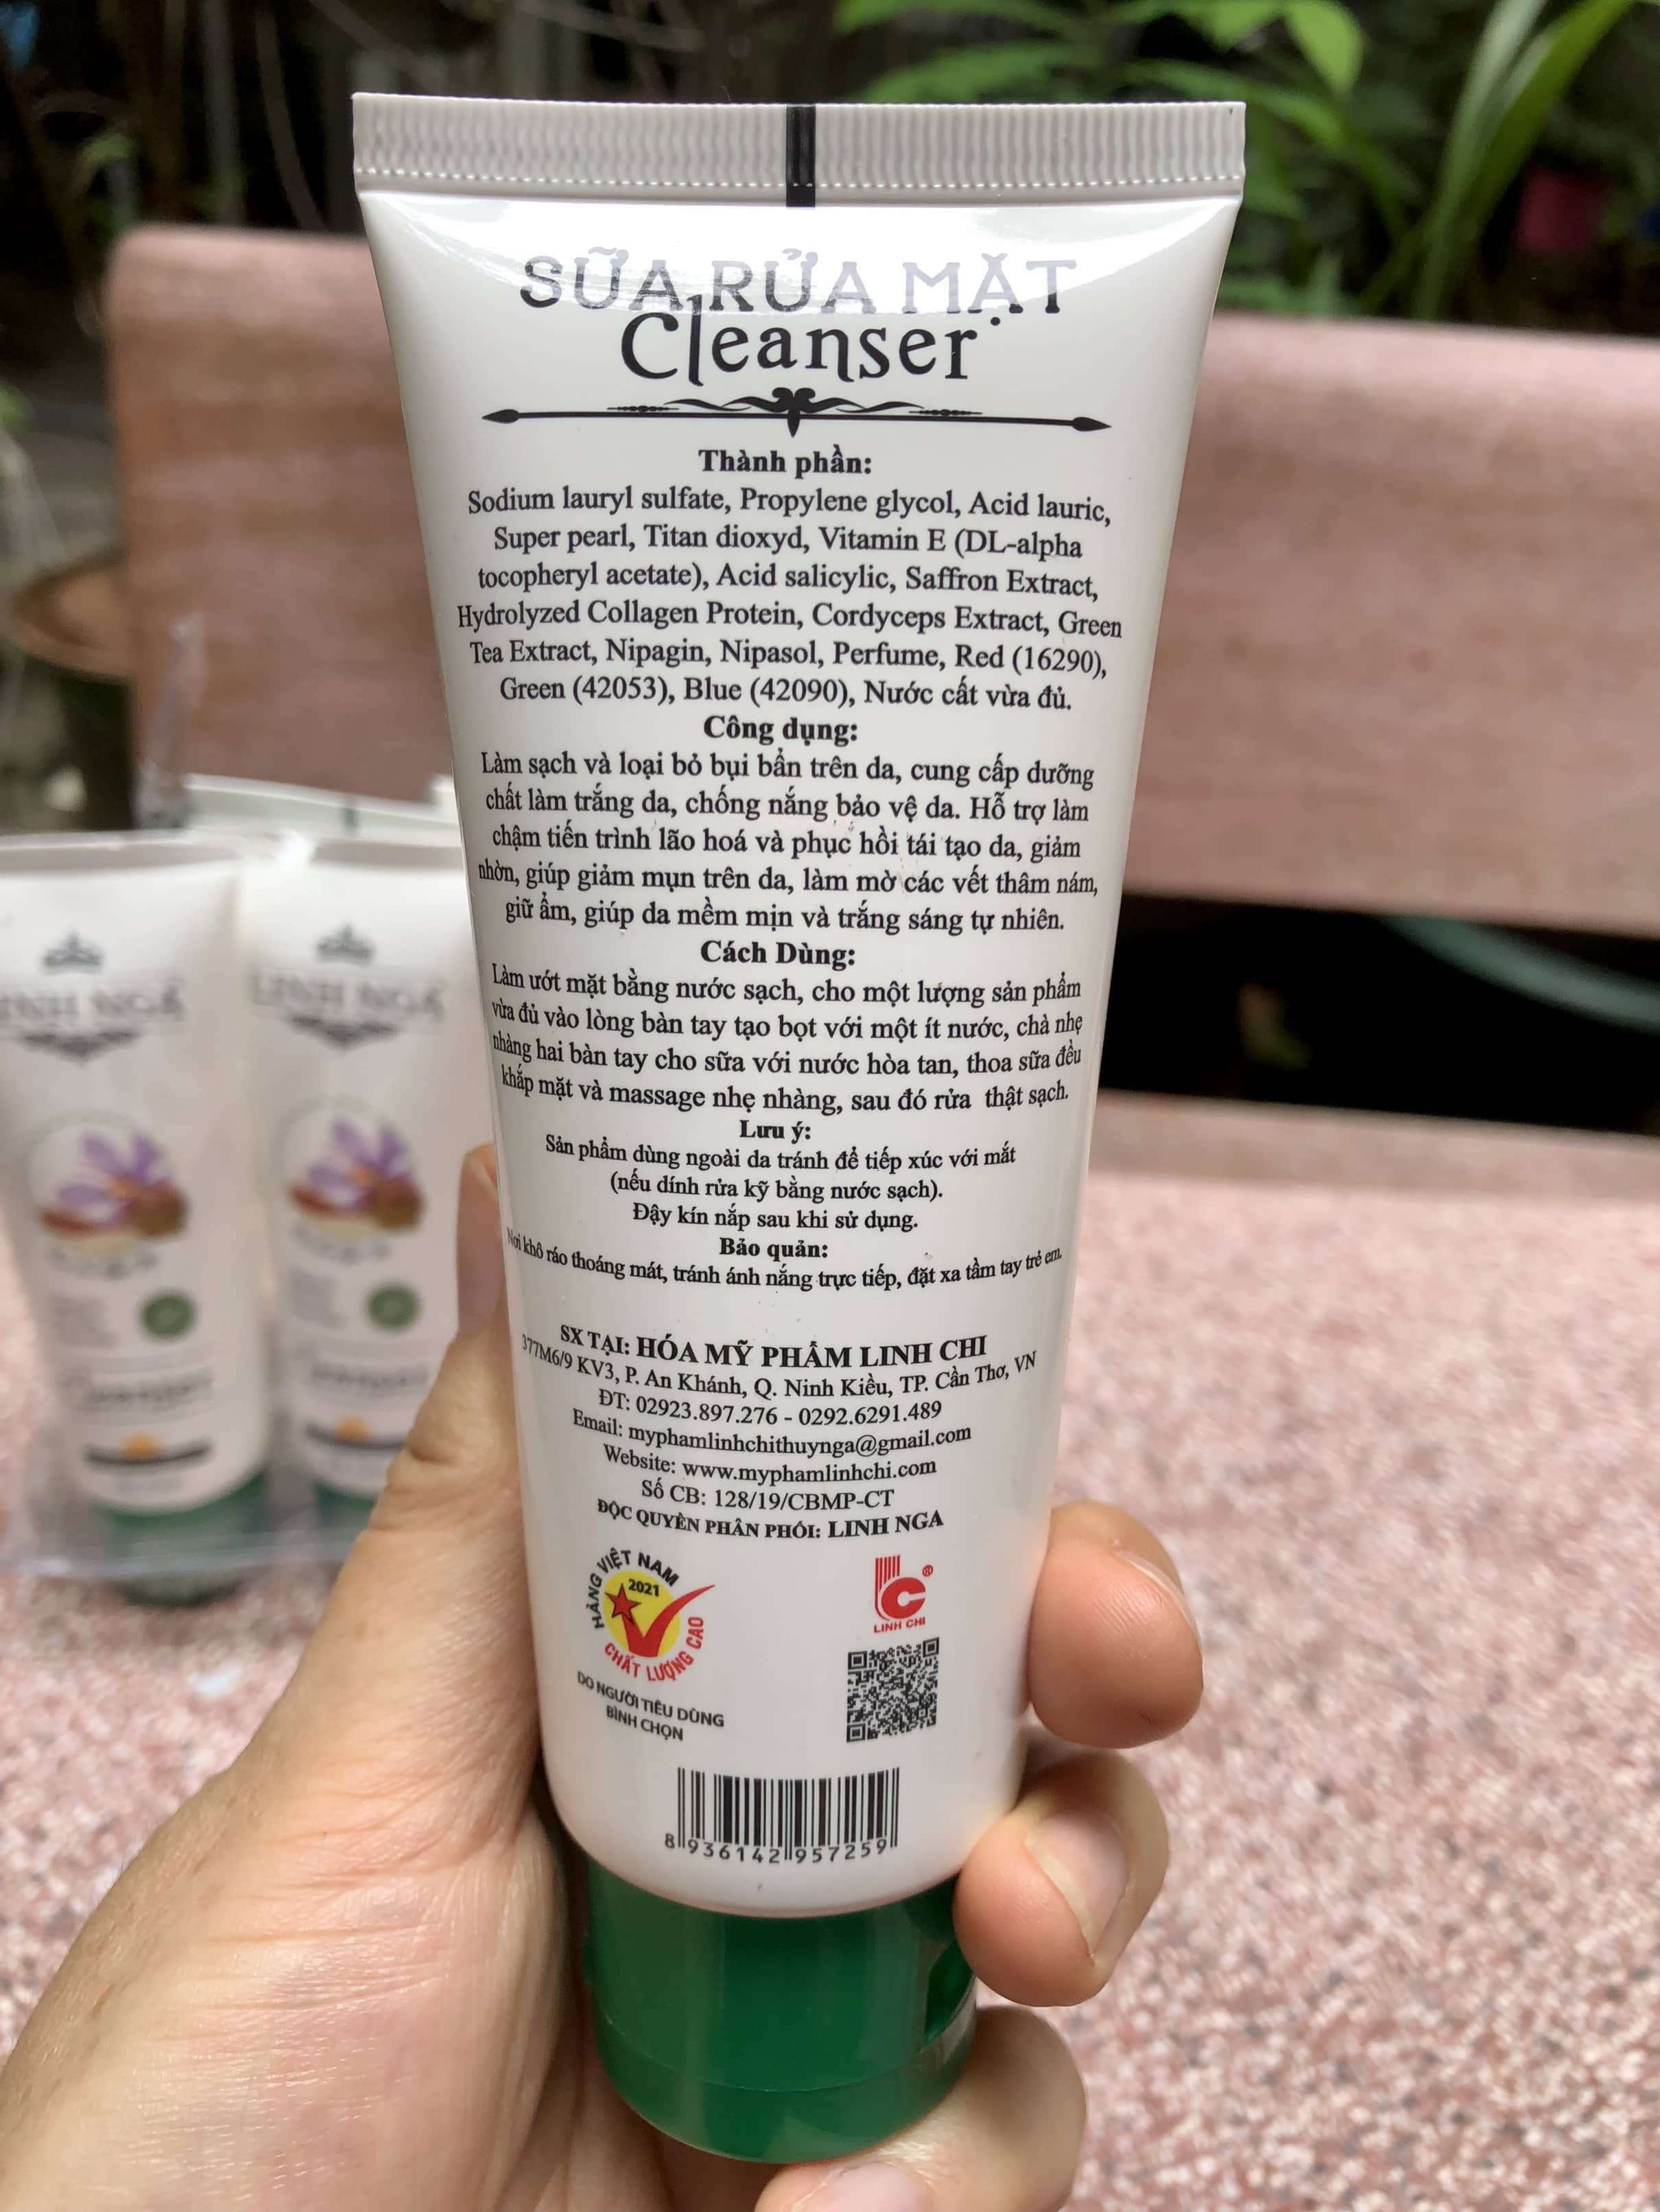 SỮA RỬA MẶT
Cleanser
Thành phần:
Sodium lauryl sulfate, Propylene glycol, Acid lauric,
Super pearl, Titan dioxyd, Vitamin E (DL-alpha
tocopheryl acetate), Acid salicylic, Saffron Extract,
Hydrolyzed Collagen Protein, Cordyceps Extract, Green
Tea Extract, Nipagin, Nipasol, Perfume, Red (16290),
Green (42053), Blue (42090), Nước cất vừa đủ.
Công dụng:
Làm sạch và loại bỏ bụi bẩn trên da, cung cấp dưỡng
chất làm trắng da, chống nắng bảo vệ da. Hỗ trợ làm
chậm tiến trình lão hoá và phục hồi tái tạo da, giảm
nhờn, giúp giảm mụn trên da, làm mờ các vết thâm nám,
giữ ẩm, giúp da mềm mịn và trắng sáng tự nhiên.
Cách Dùng:
Làm ướt mặt bằng nước sạch, cho một lượng sản phẩm
vừa đủ vào lòng bàn tay tạo bọt với một ít nước, chà nhẹ
nhàng hai bàn tay cho sữa với nước hòa tan, thoa sữa đều
khắp mặt và massage nhẹ nhàng, sau đó rửa thật sạch.
Lưu ý:
Sản phẩm dùng ngoài da tránh để tiếp xúc với mắt
(nếu dính rửa kỹ bằng nước sạch).
Đậy kín nắp sau khi sử dụng.
Bảo quản:
Nơi khô ráo thoáng mát, tránh ánh nắng trực tiếp, đặt xa tầm tay trẻ em.
SX TẠI: HÓA MỸ PHẨM LINH CHI
377M6/9 KV3, P. An Khánh, Q. Ninh Kiều, TP. Cần Thơ, VN
ĐT: 02923.897.276 - 0292.6291.489
Email: myphamlinhchithuynga@gmail.com
Website: www.myphamlinhchi.com
Số CB: 128/19/CBMP-CT
ĐỘC QUYỀN PHÂN PHỐI: LINH NGA
HÀNG VIỆT NAM
2021
CHẤT LƯỢNG CAO
DO NGƯỜI TIÊU DÙNG
BÌNH CHỌN
LC®
LINH CHI
8 936142 957259
LINH NGA
Cleanser